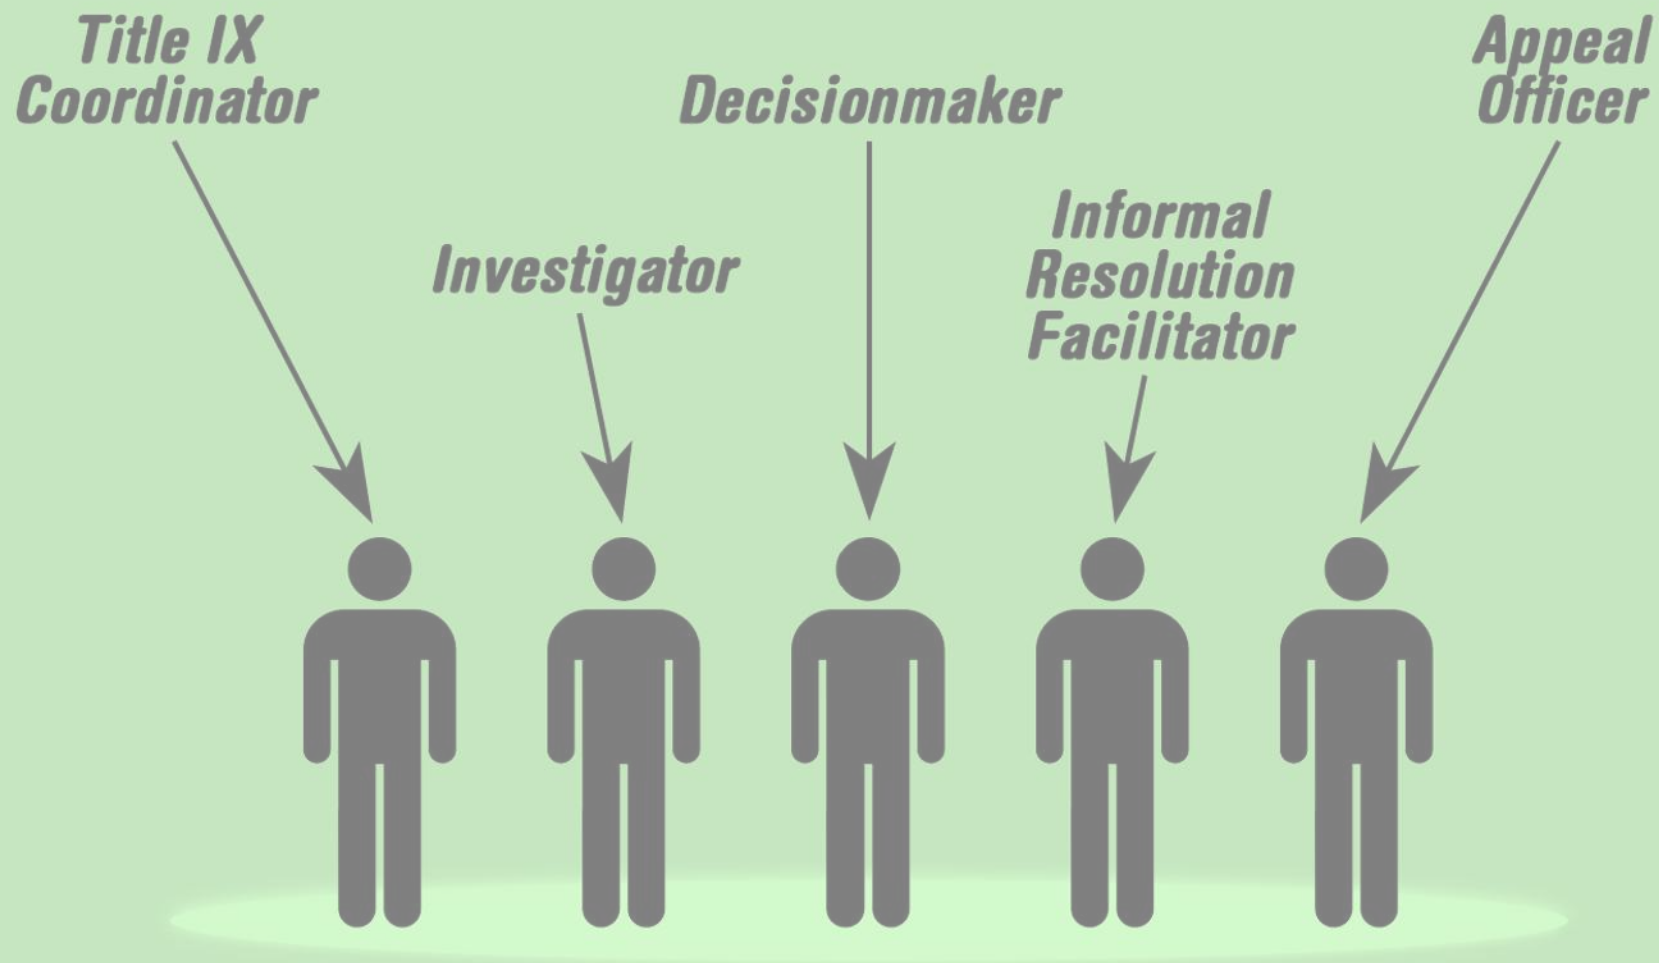 Title IX
Coordinator
Investigator
Decisionmaker
Informal
Resolution
Facilitator
Appeal
Officer